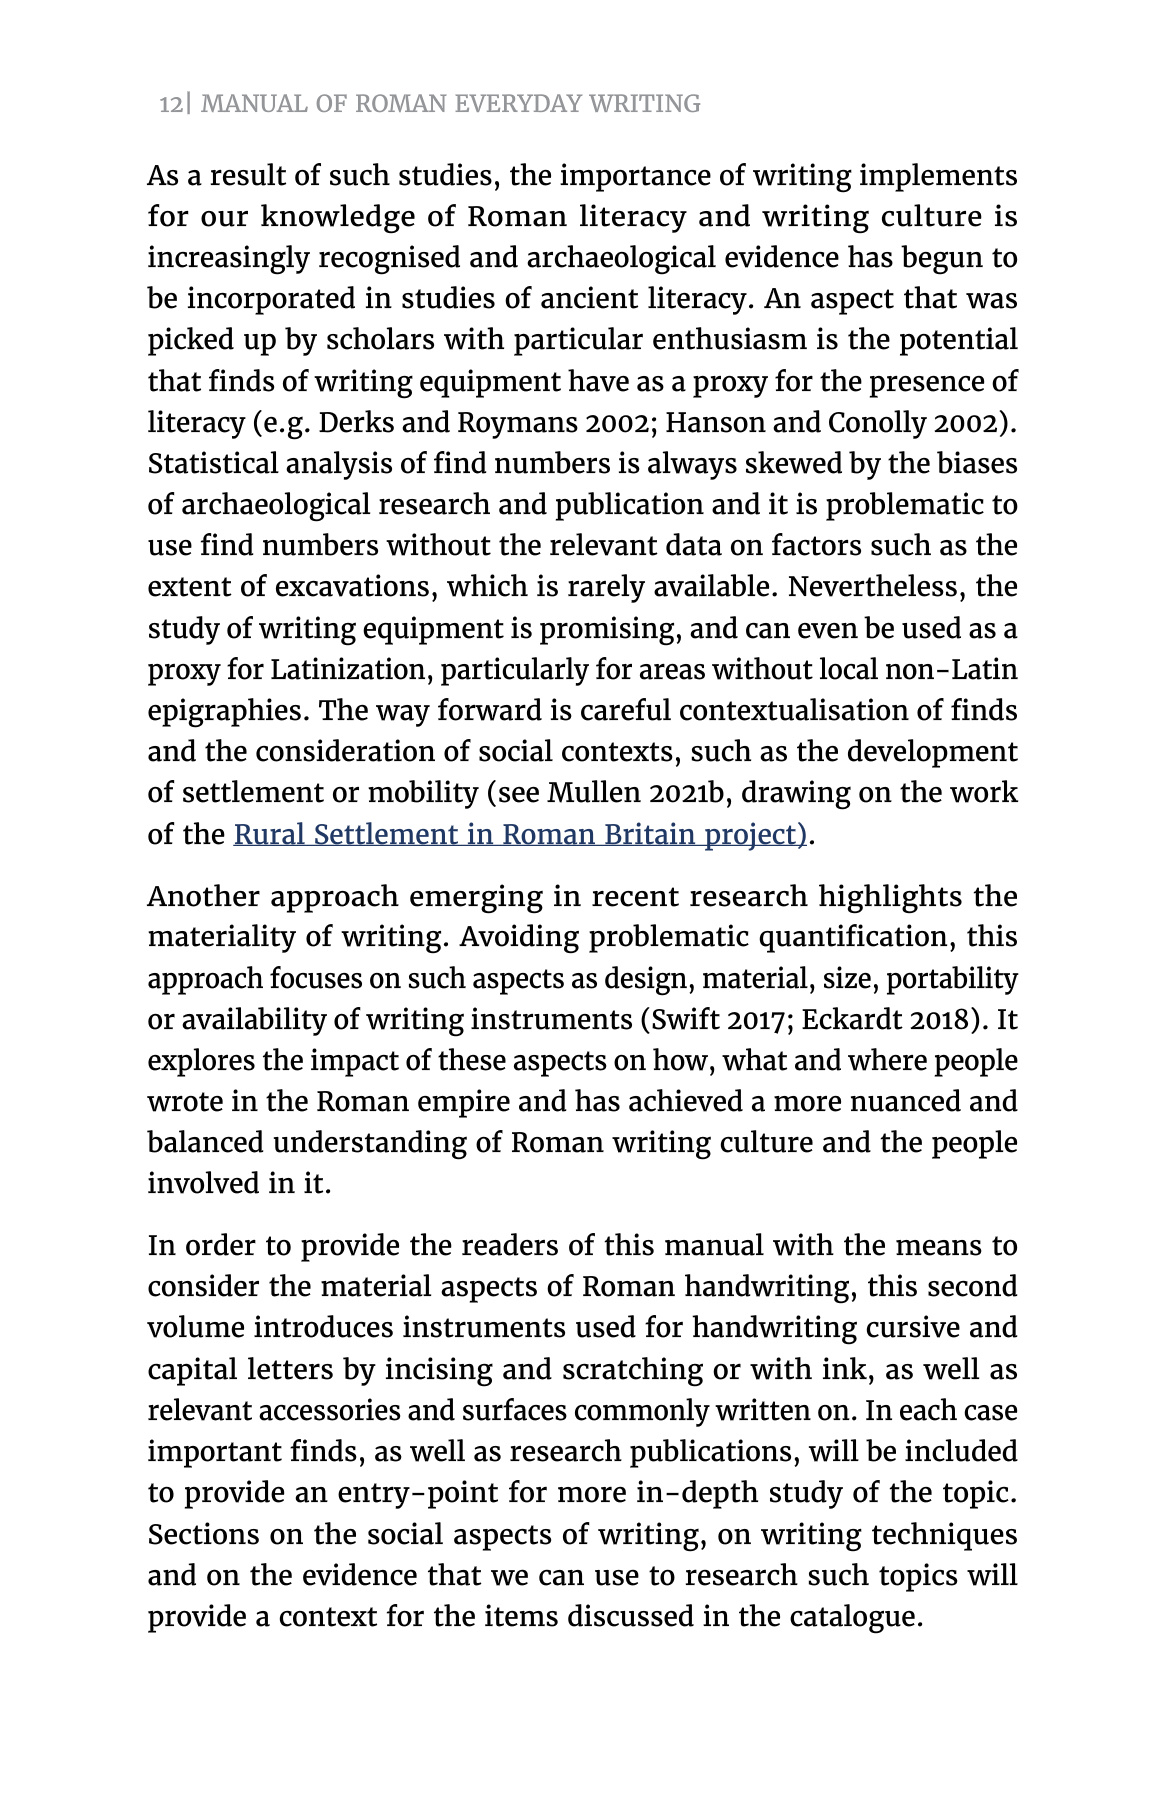 12| MANUAL OF ROMAN EVERYDAY WRITING
As a result of such studies, the importance of writing implements
for our knowledge of Roman literacy and writing culture is
increasingly recognised and archaeological evidence has begun to
be incorporated in studies of ancient literacy. An aspect that was
picked up by scholars with particular enthusiasm is the potential
that finds of writing equipment have as a proxy for the presence of
literacy (e.g. Derks and Roymans 2002; Hanson and Conolly 2002).
Statistical analysis of find numbers is always skewed by the biases
of archaeological research and publication and it is problematic to
use find numbers without the relevant data on factors such as the
extent of excavations, which is rarely available. Nevertheless, the
study of writing equipment is promising, and can even be used as a
proxy for Latinization, particularly for areas without local non-Latin
epigraphies. The way forward is careful contextualisation of finds
and the consideration of social contexts, such as the development
of settlement or mobility (see Mullen 2021b, drawing on the work
of the Rural Settlement in Roman Britain project).
Another approach emerging in recent research highlights the
materiality of writing. Avoiding problematic quantification, this
approach focuses on such aspects as design, material, size, portability
or availability of writing instruments (Swift 2017; Eckardt 2018). It
explores the impact of these aspects on how, what and where people
wrote in the Roman empire and has achieved a more nuanced and
balanced understanding of Roman writing culture and the people
involved in it.
In order to provide the readers of this manual with the means to
consider the material aspects of Roman handwriting, this second
volume introduces instruments used for handwriting cursive and
capital letters by incising and scratching or with ink, as well as
relevant accessories and surfaces commonly written on. In each case
important finds, as well as research publications, will be included
to provide an entry-point for more in-depth study of the topic.
Sections on the social aspects of writing, on writing techniques
and on the evidence that we can use to research such topics will
provide a context for the items discussed in the catalogue.